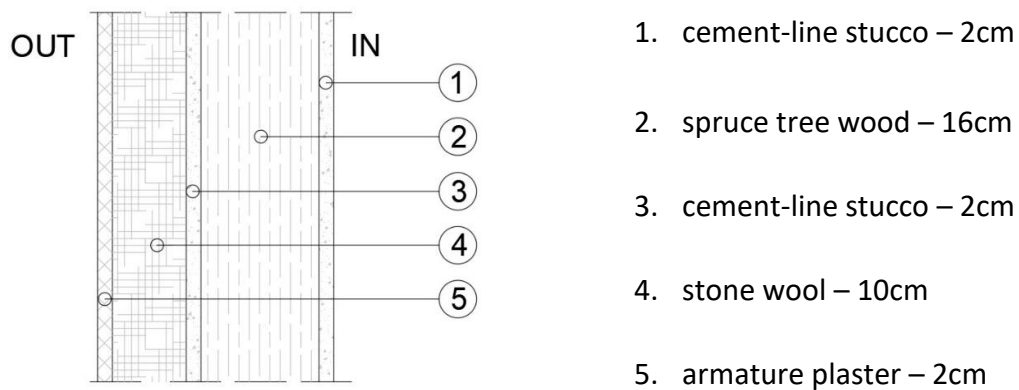 OUT
IN
1
2
3
4
5
1. cement-line stucco – 2cm
2. spruce tree wood – 16cm
3. cement-line stucco – 2cm
4. stone wool – 10cm
5. armature plaster – 2cm